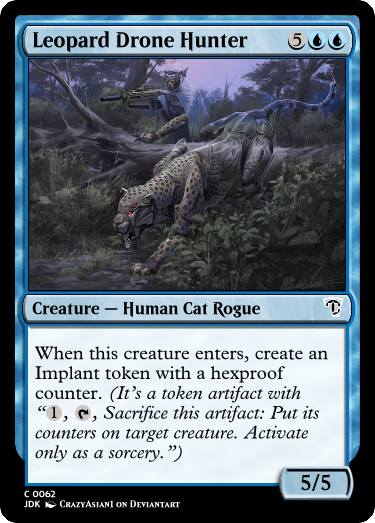 Leopard Drone Hunter 5UU
Creature — Human Cat Rogue
When this creature enters, create an
Implant token with a hexproof
counter. (It's a token artifact with
“1, T, Sacrifice this artifact: Put its
counters on target creature. Activate
only as a sorcery.”)
5/5
C 0062
JDK CrazyAsian1 on Deviantart